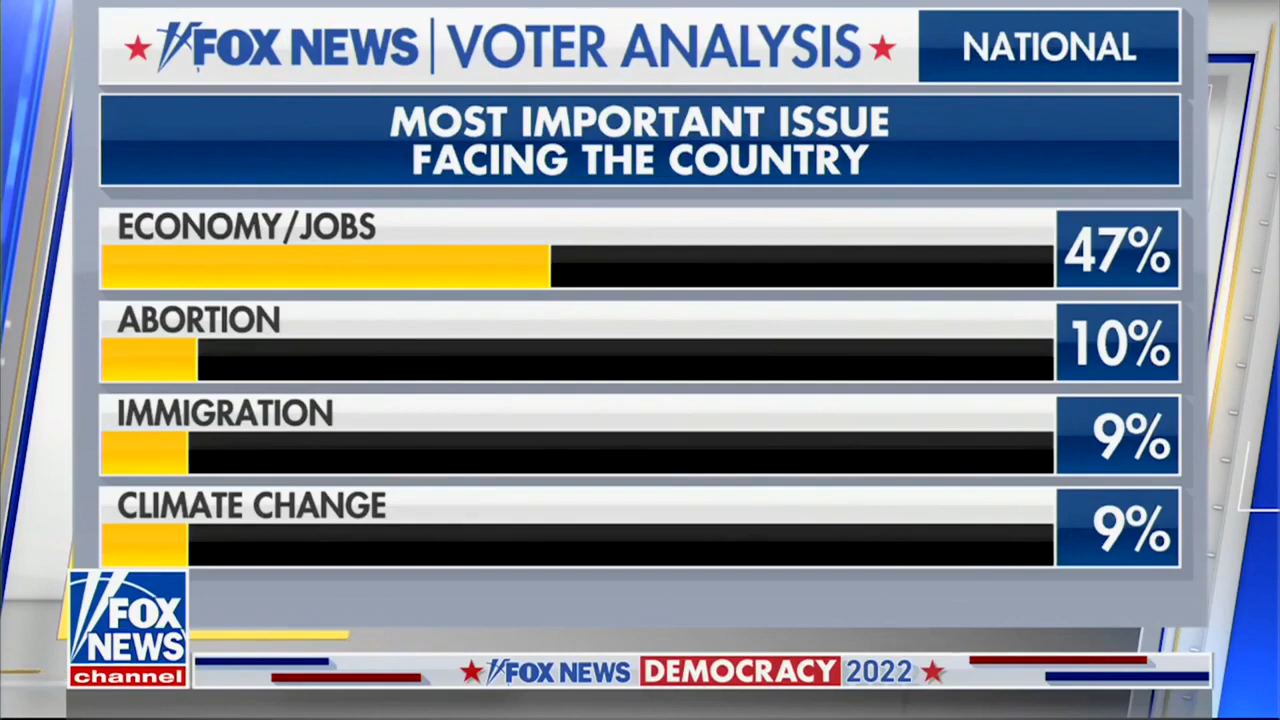 FOX NEWS | VOTER ANALYSIS NATIONAL
MOST IMPORTANT ISSUE
FACING THE COUNTRY
ECONOMY/JOBS 47%
ABORTION 10%
IMMIGRATION 9%
CLIMATE CHANGE 9%
FOX
NEWS
channel
FOX NEWS DEMOCRACY 2022